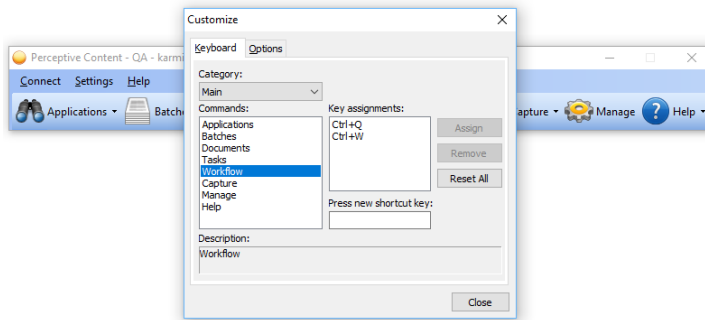 Customize
Perceptive Content - QA - karmi
Connect Settings Help
Applications Batche
apture Manage Help
Keyboard Options
Category:
Main
Commands:
Applications
Batches
Documents
Tasks
Workflow
Capture
Manage
Help
Key assignments:
Ctrl+Q
Ctrl+W
Assign
Remove
Reset All
Press new shortcut key:
Description:
Workflow
Close